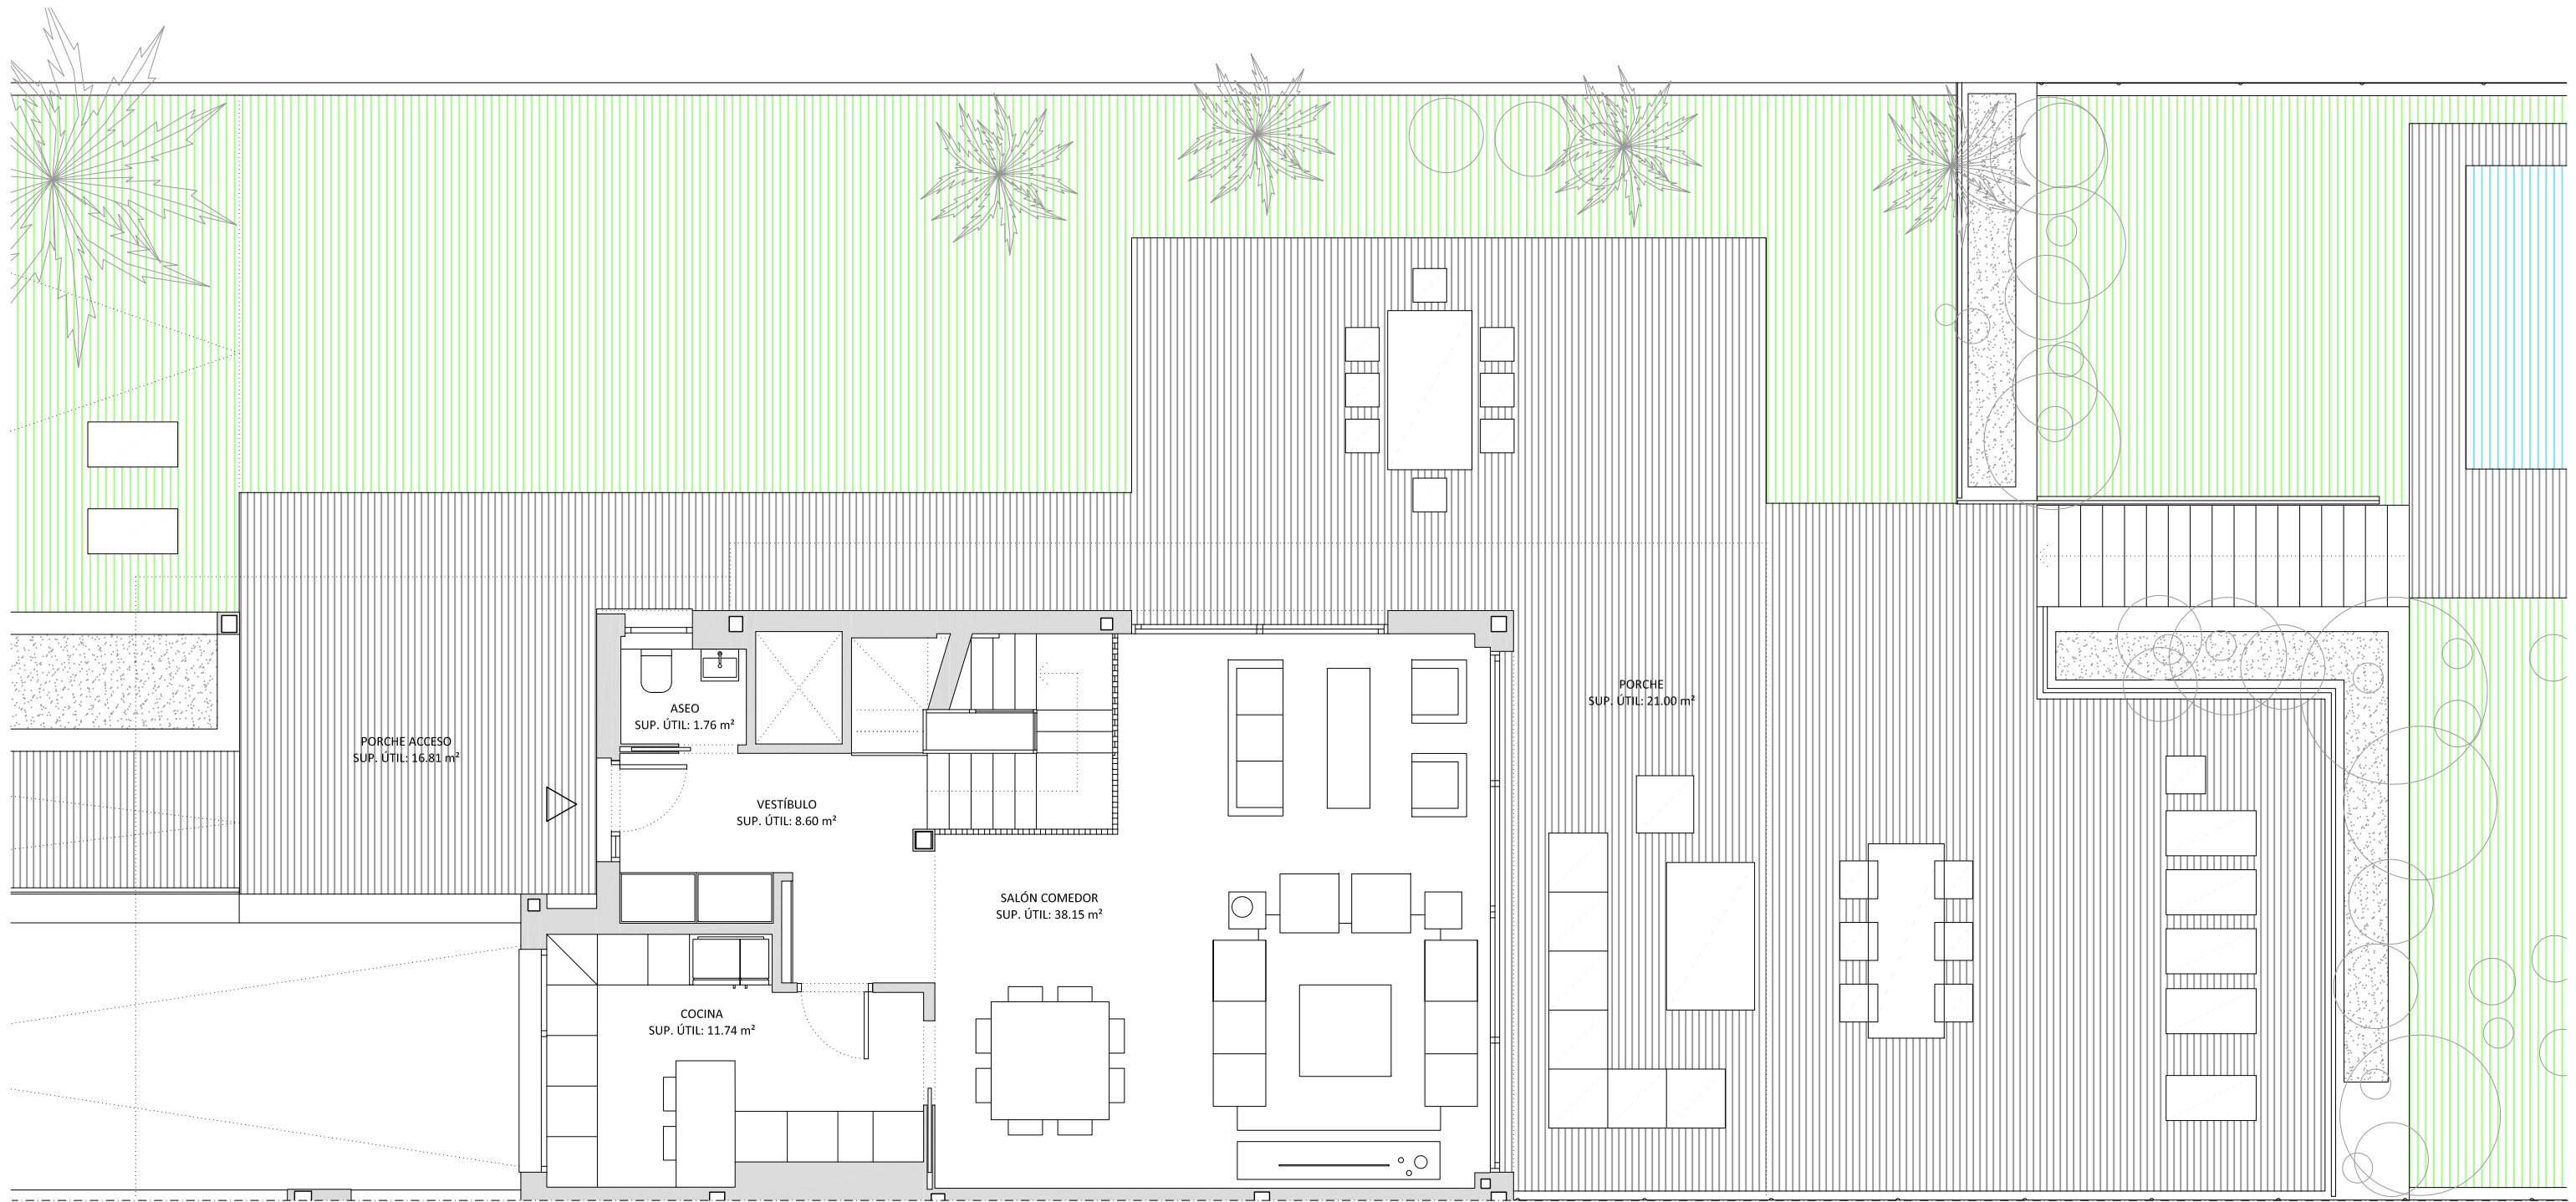 ASEO
SUP. ÚTIL: 1.76 m²
PORCHE
SUP. ÚTIL: 21.00 m²
PORCHE ACCESO
SUP. ÚTIL: 16.81 m²
VESTÍBULO
SUP. ÚTIL: 8.60 m²
SALÓN COMEDOR
SUP. ÚTIL: 38.15 m²
COCINA
SUP. ÚTIL: 11.74 m²